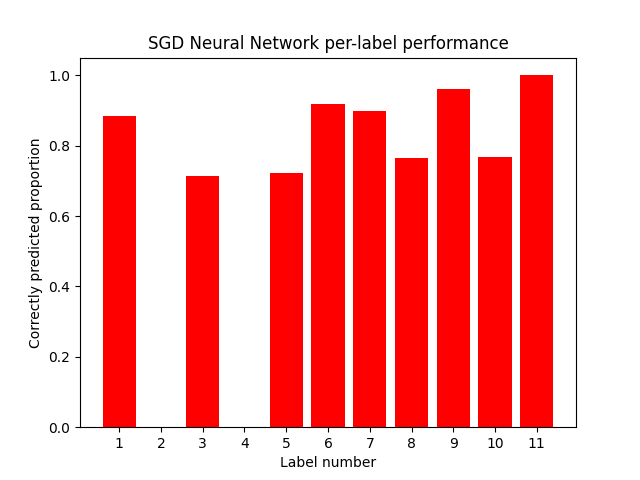 SGD Neural Network per-label performance
1.0
0.8
0.6
0.4
0.2
0.0
Correctly predicted proportion
1 2 3 4 5 6 7 8 9 10 11
Label number